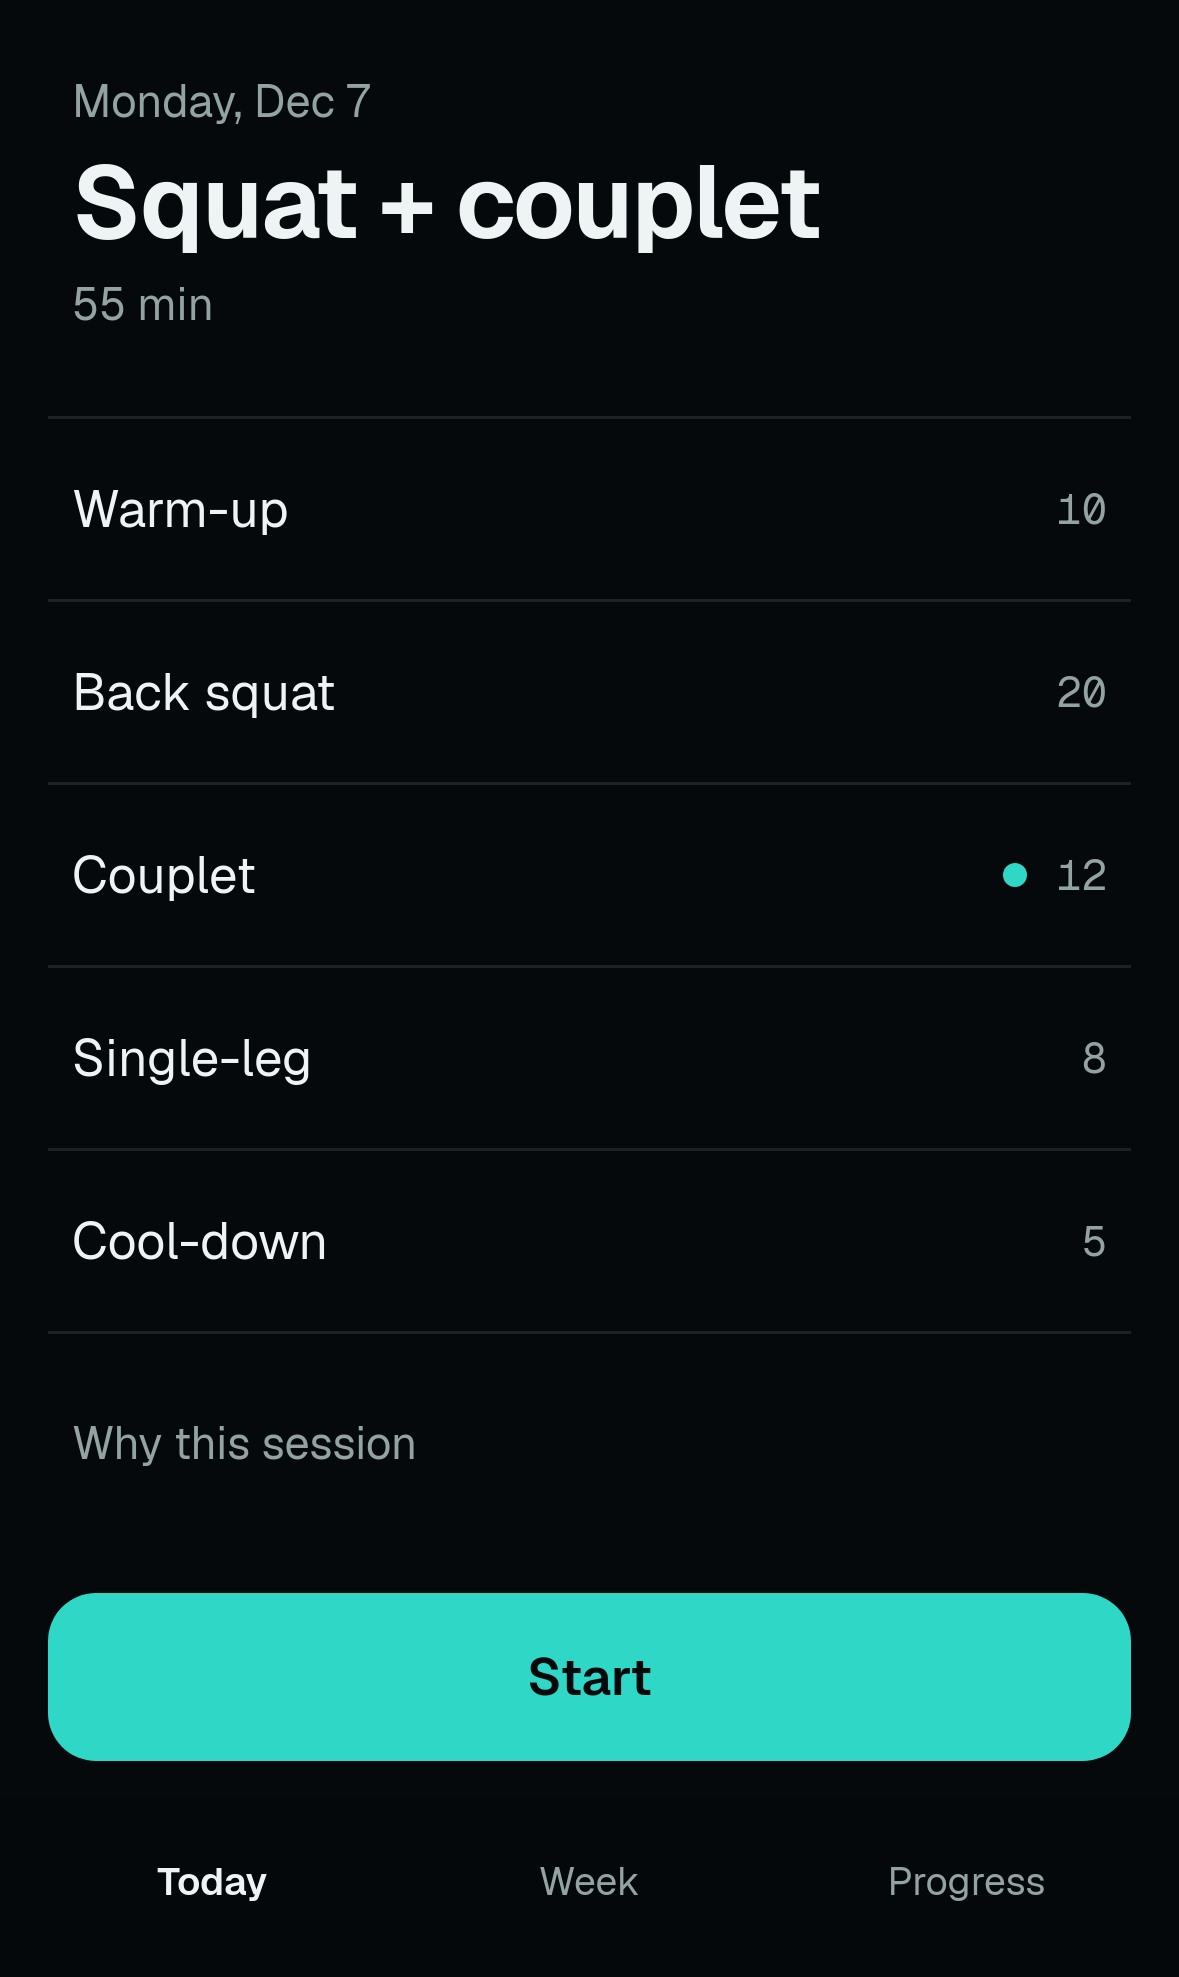 Monday, Dec 7
Squat + couplet
55 min
Warm-up 10
Back squat 20
Couplet 12
Single-leg 8
Cool-down 5
Why this session
Start
Today Week Progress